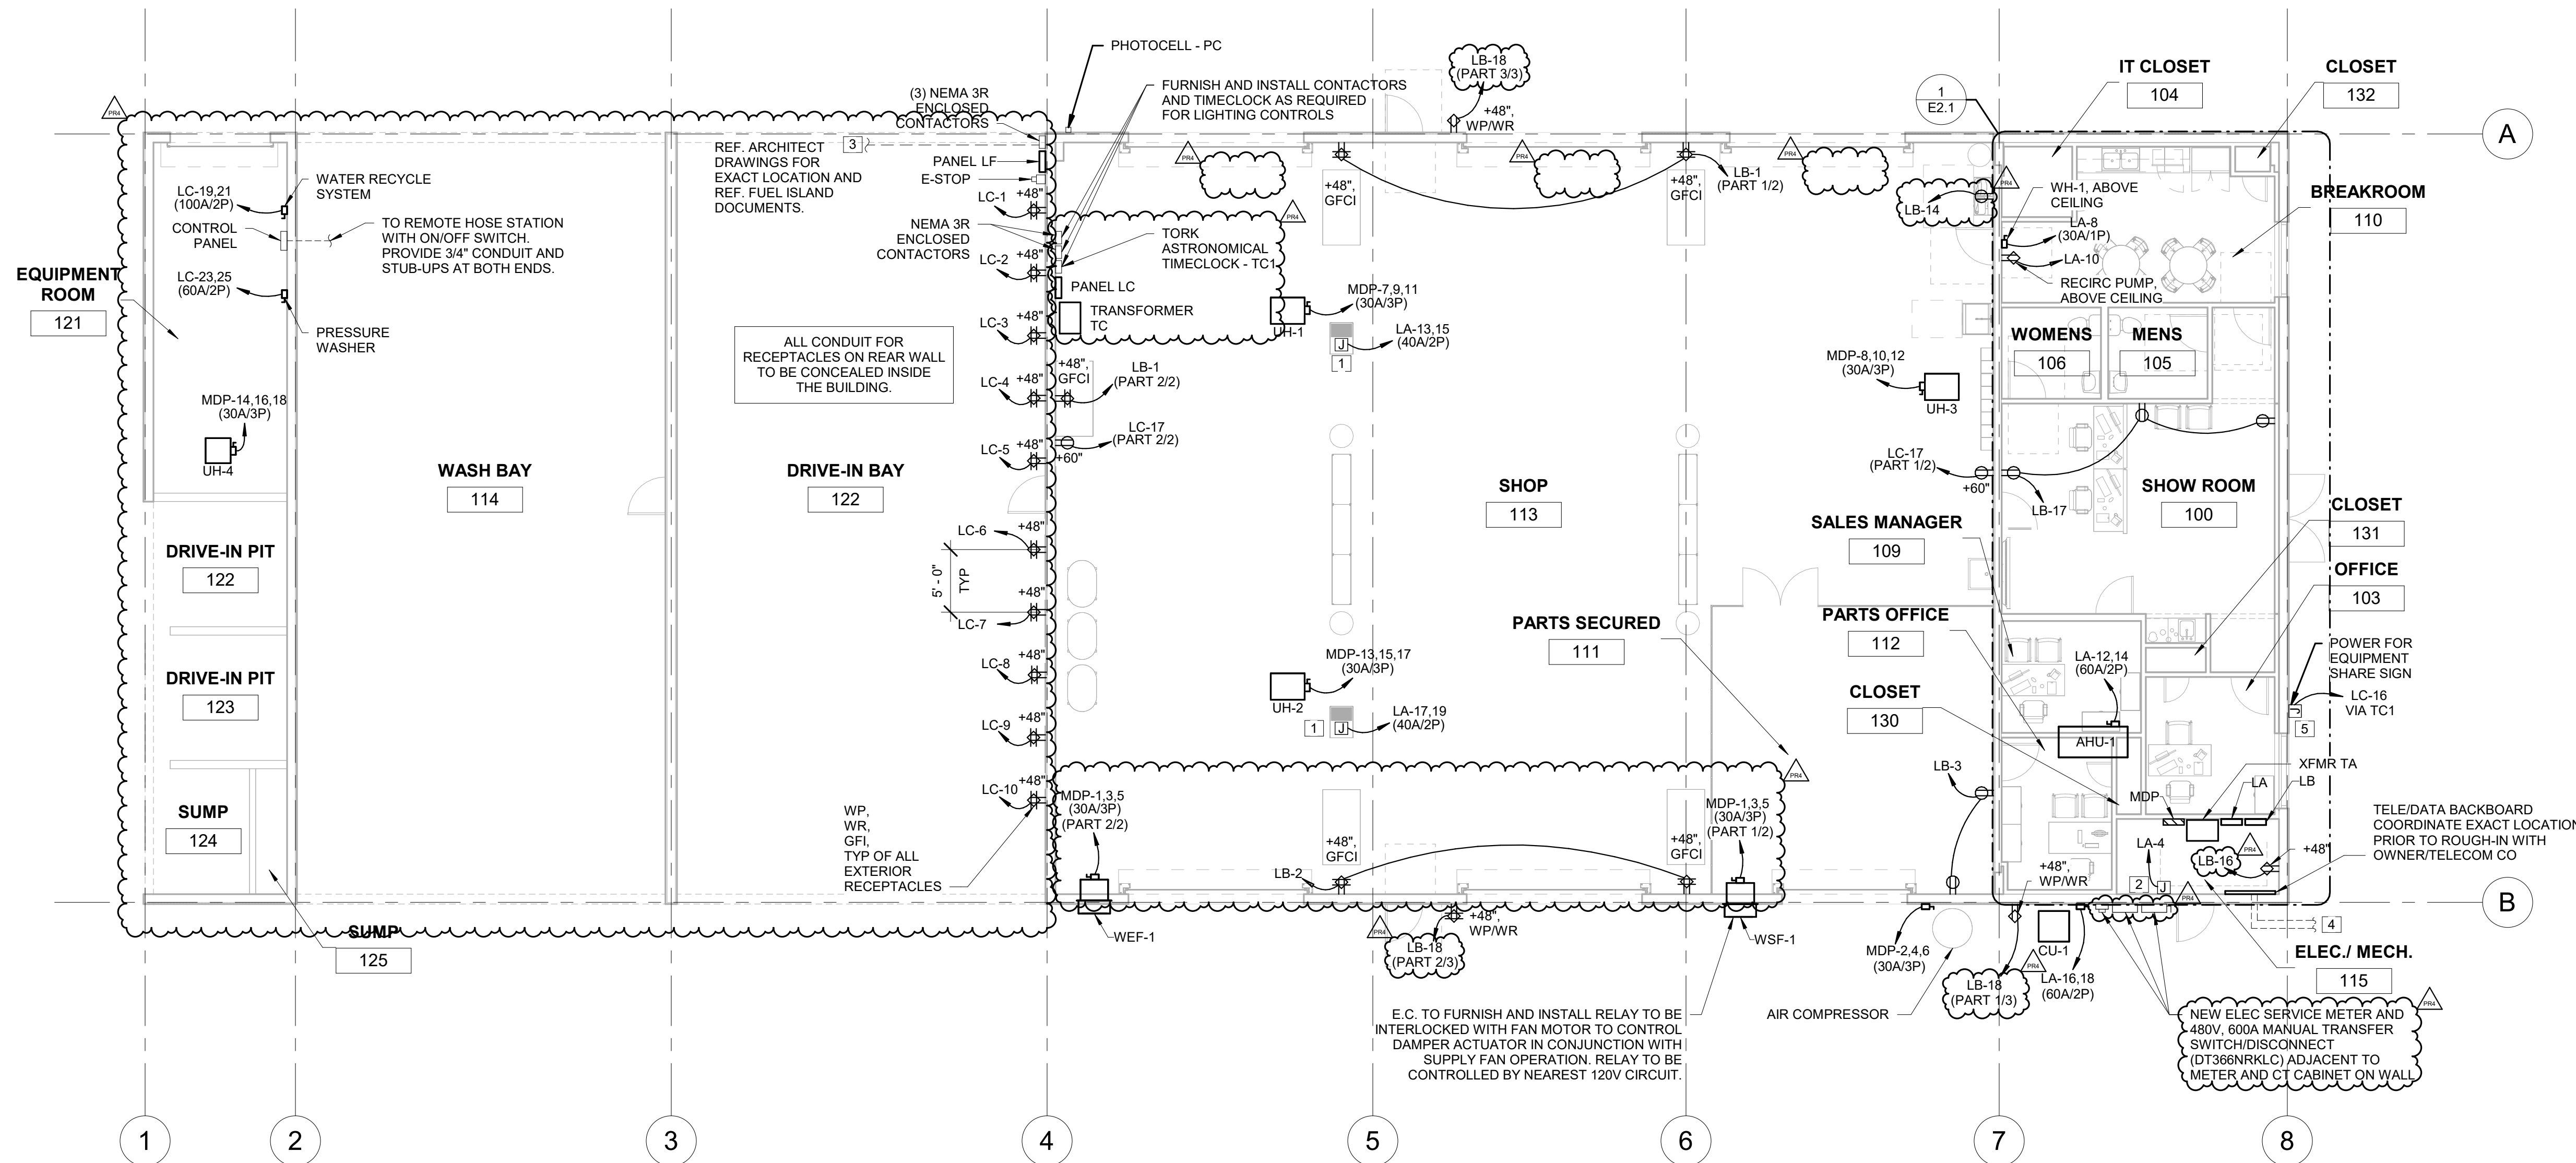 PHOTOCELL - PC
LB-18
(PART 3/3)
+48",
WP/WR
IT CLOSET
104
CLOSET
132
1
E2.1
A
PR4
(3) NEMA 3R
ENCLOSED
CONTACTORS
FURNISH AND INSTALL CONTACTORS
AND TIMECLOCK AS REQUIRED
FOR LIGHTING CONTROLS
3
REF. ARCHITECT
DRAWINGS FOR
EXACT LOCATION AND
REF. FUEL ISLAND
DOCUMENTS.
PANEL LF
E-STOP
PR4
PR4
PR4
PR4
LC-19,21
(100A/2P)
WATER RECYCLE
SYSTEM
CONTROL
PANEL
TO REMOTE HOSE STATION
WITH ON/OFF SWITCH.
PROVIDE 3/4" CONDUIT AND
STUB-UPS AT BOTH ENDS.
LC-23,25
(60A/2P)
PRESSURE
WASHER
EQUIPMENT
ROOM
121
LC-1
+48"
NEMA 3R
ENCLOSED
CONTACTORS
LC-2
+48"
TORK
ASTRONOMICAL
TIMECLOCK - TC1
PR4
PANEL LC
TRANSFORMER
TC
+48",
GFCI
+48",
GFCI
LB-1
(PART 1/2)
LB-14
WH-1, ABOVE
CEILING
LA-8
(30A/1P)
LA-10
RECIRC PUMP,
ABOVE CEILING
BREAKROOM
110
MDP-7,9,11
(30A/3P)
UH-1
LA-13,15
(40A/2P)
J
1
LC-3
+48"
ALL CONDUIT FOR
RECEPTACLES ON REAR WALL
TO BE CONCEALED INSIDE
THE BUILDING.
LC-4
+48"
+48",
GFCI
LB-1
(PART 2/2)
LC-17
(PART 2/2)
+60"
LC-5
+48"
WOMENS
106
MENS
105
MDP-8,10,12
(30A/3P)
UH-3
MDP-14,16,18
(30A/3P)
UH-4
WASH BAY
114
DRIVE-IN BAY
122
SHOP
113
LC-17
(PART 1/2)
+60"
LB-17
SHOW ROOM
100
CLOSET
131
SALES MANAGER
109
LC-6
+48"
5' - 0"
TYP
LC-7
+48"
DRIVE-IN PIT
122
OFFICE
103
PARTS SECURED
111
PARTS OFFICE
112
POWER FOR
EQUIPMENT
SHARE SIGN
LC-16
VIA TC1
J
5
LC-8
+48"
MDP-13,15,17
(30A/3P)
UH-2
LA-17,19
(40A/2P)
1
J
DRIVE-IN PIT
123
LC-9
+48"
CLOSET
130
LA-12,14
(60A/2P)
AHU-1
XFMR TA
MDP
LA
LB
LB-3
PR4
LC-10
+48"
MDP-1,3,5
(30A/3P)
(PART 2/2)
MDP-1,3,5
(30A/3P)
(PART 1/2)
WP,
WR,
GFI,
TYP OF ALL
EXTERIOR
RECEPTACLES
SUMP
124
+48",
GFCI
+48",
GFCI
LB-2
TELE/DATA BACKBOARD
COORDINATE EXACT LOCATION
PRIOR TO ROUGH-IN WITH
OWNER/TELECOM CO
LA-4
LB-16
PR4
+48"
2
J
PR4
+48",
WP/WR
B
4
SUMP
125
WEF-1
PR4
+48",
WP/WR
LB-18
(PART 2/3)
WSF-1
MDP-2,4,6
(30A/3P)
CU-1
PR4
LB-18
(PART 1/3)
LA-16,18
(60A/2P)
ELEC./ MECH.
115
E.C. TO FURNISH AND INSTALL RELAY TO BE
INTERLOCKED WITH FAN MOTOR TO CONTROL
DAMPER ACTUATOR IN CONJUNCTION WITH
SUPPLY FAN OPERATION. RELAY TO BE
CONTROLLED BY NEAREST 120V CIRCUIT.
AIR COMPRESSOR
PR4
NEW ELEC SERVICE METER AND
480V, 600A MANUAL TRANSFER
SWITCH/DISCONNECT
(DT366NRKLC) ADJACENT TO
METER AND CT CABINET ON WALL
1
2
3
4
5
6
7
8